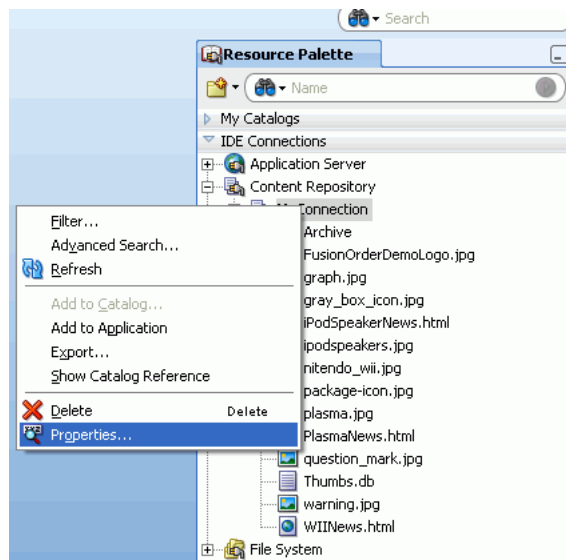 Search
Resource Palette
Name
My Catalogs
IDE Connections
Application Server
Content Repository
Connection
Archive
FusionOrderDemoLogo.jpg
graph.jpg
gray_box_icon.jpg
iPodSpeakerNews.html
ipodspeakers.jpg
nitendo_wii.jpg
package-icon.jpg
plasma.jpg
PlasmaNews.html
question_mark.jpg
Thumbs.db
warning.jpg
WIINews.html
File System
Filter...
Advanced Search...
Refresh
Add to Catalog...
Add to Application
Export...
Show Catalog Reference
Delete Delete
Properties...